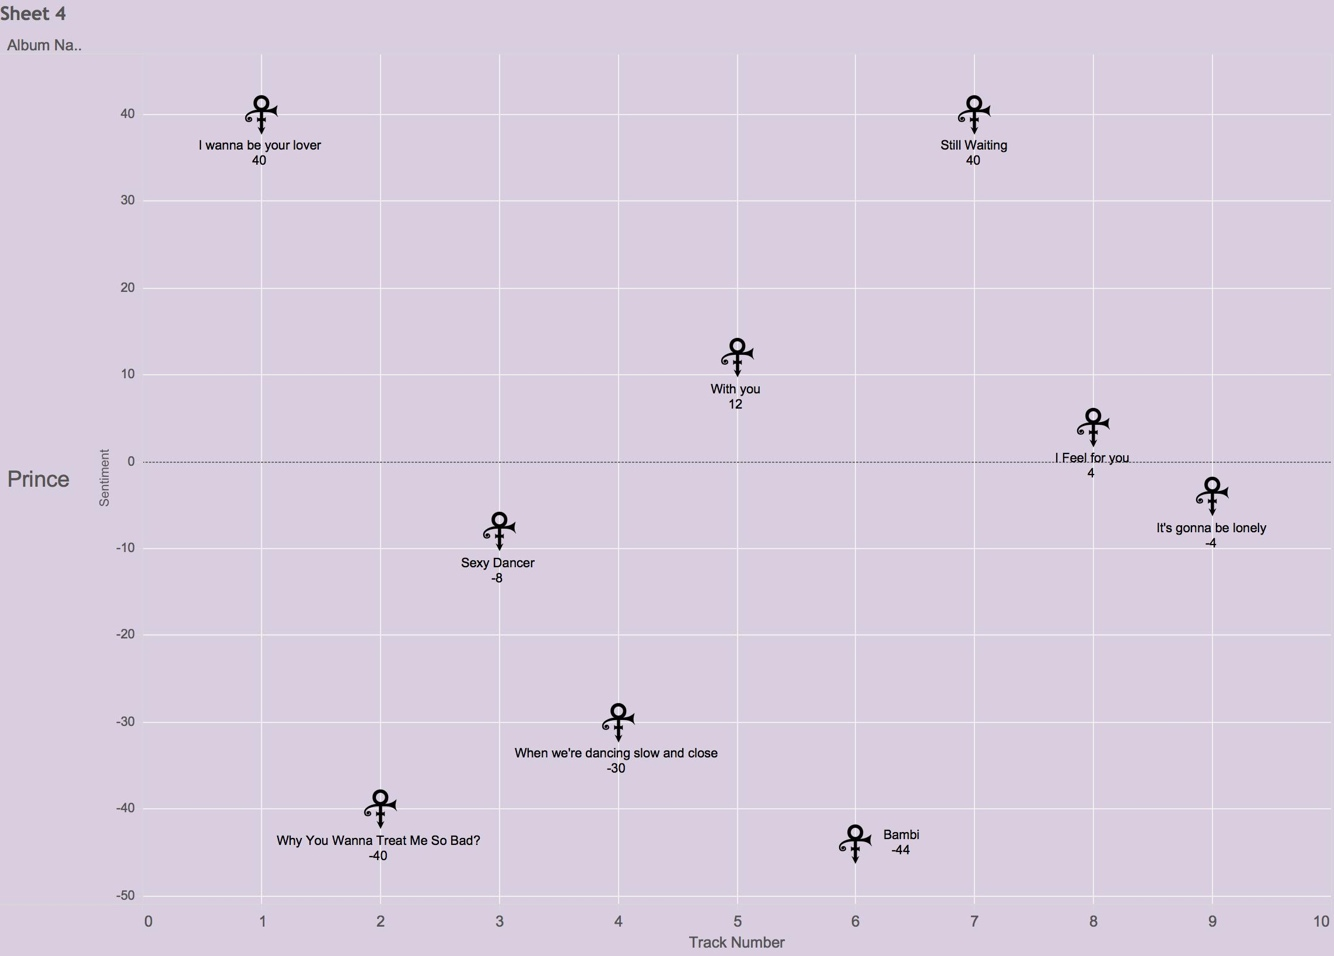 Sheet 4
Album Na..
40
I wanna be your lover
40
Still Waiting
40
30
20
10
With you
12
0
I Feel for you
4
Prince
Sentiment
It's gonna be lonely
-4
-10
Sexy Dancer
-8
-20
-30
When we're dancing slow and close
-30
-40
Why You Wanna Treat Me So Bad?
-40
Bambi
-44
-50
0 1 2 3 4 5 6 7 8 9 10
Track Number